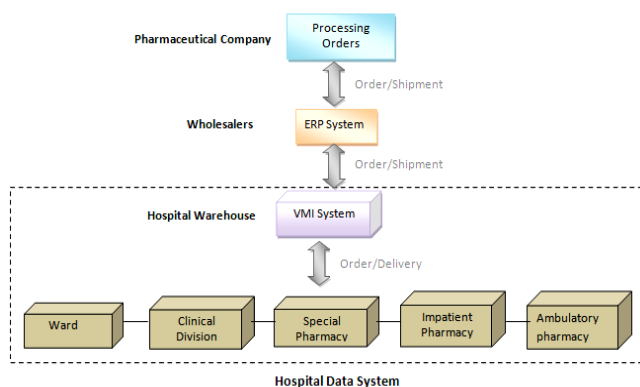 Pharmaceutical Company
Processing
Orders
Order/Shipment
Wholesalers
ERP System
Order/Shipment
Hospital Warehouse
VMI System
Order/Delivery
Ward
Clinical
Division
Special
Pharmacy
Impatient
Pharmacy
Ambulatory
pharmacy
Hospital Data System